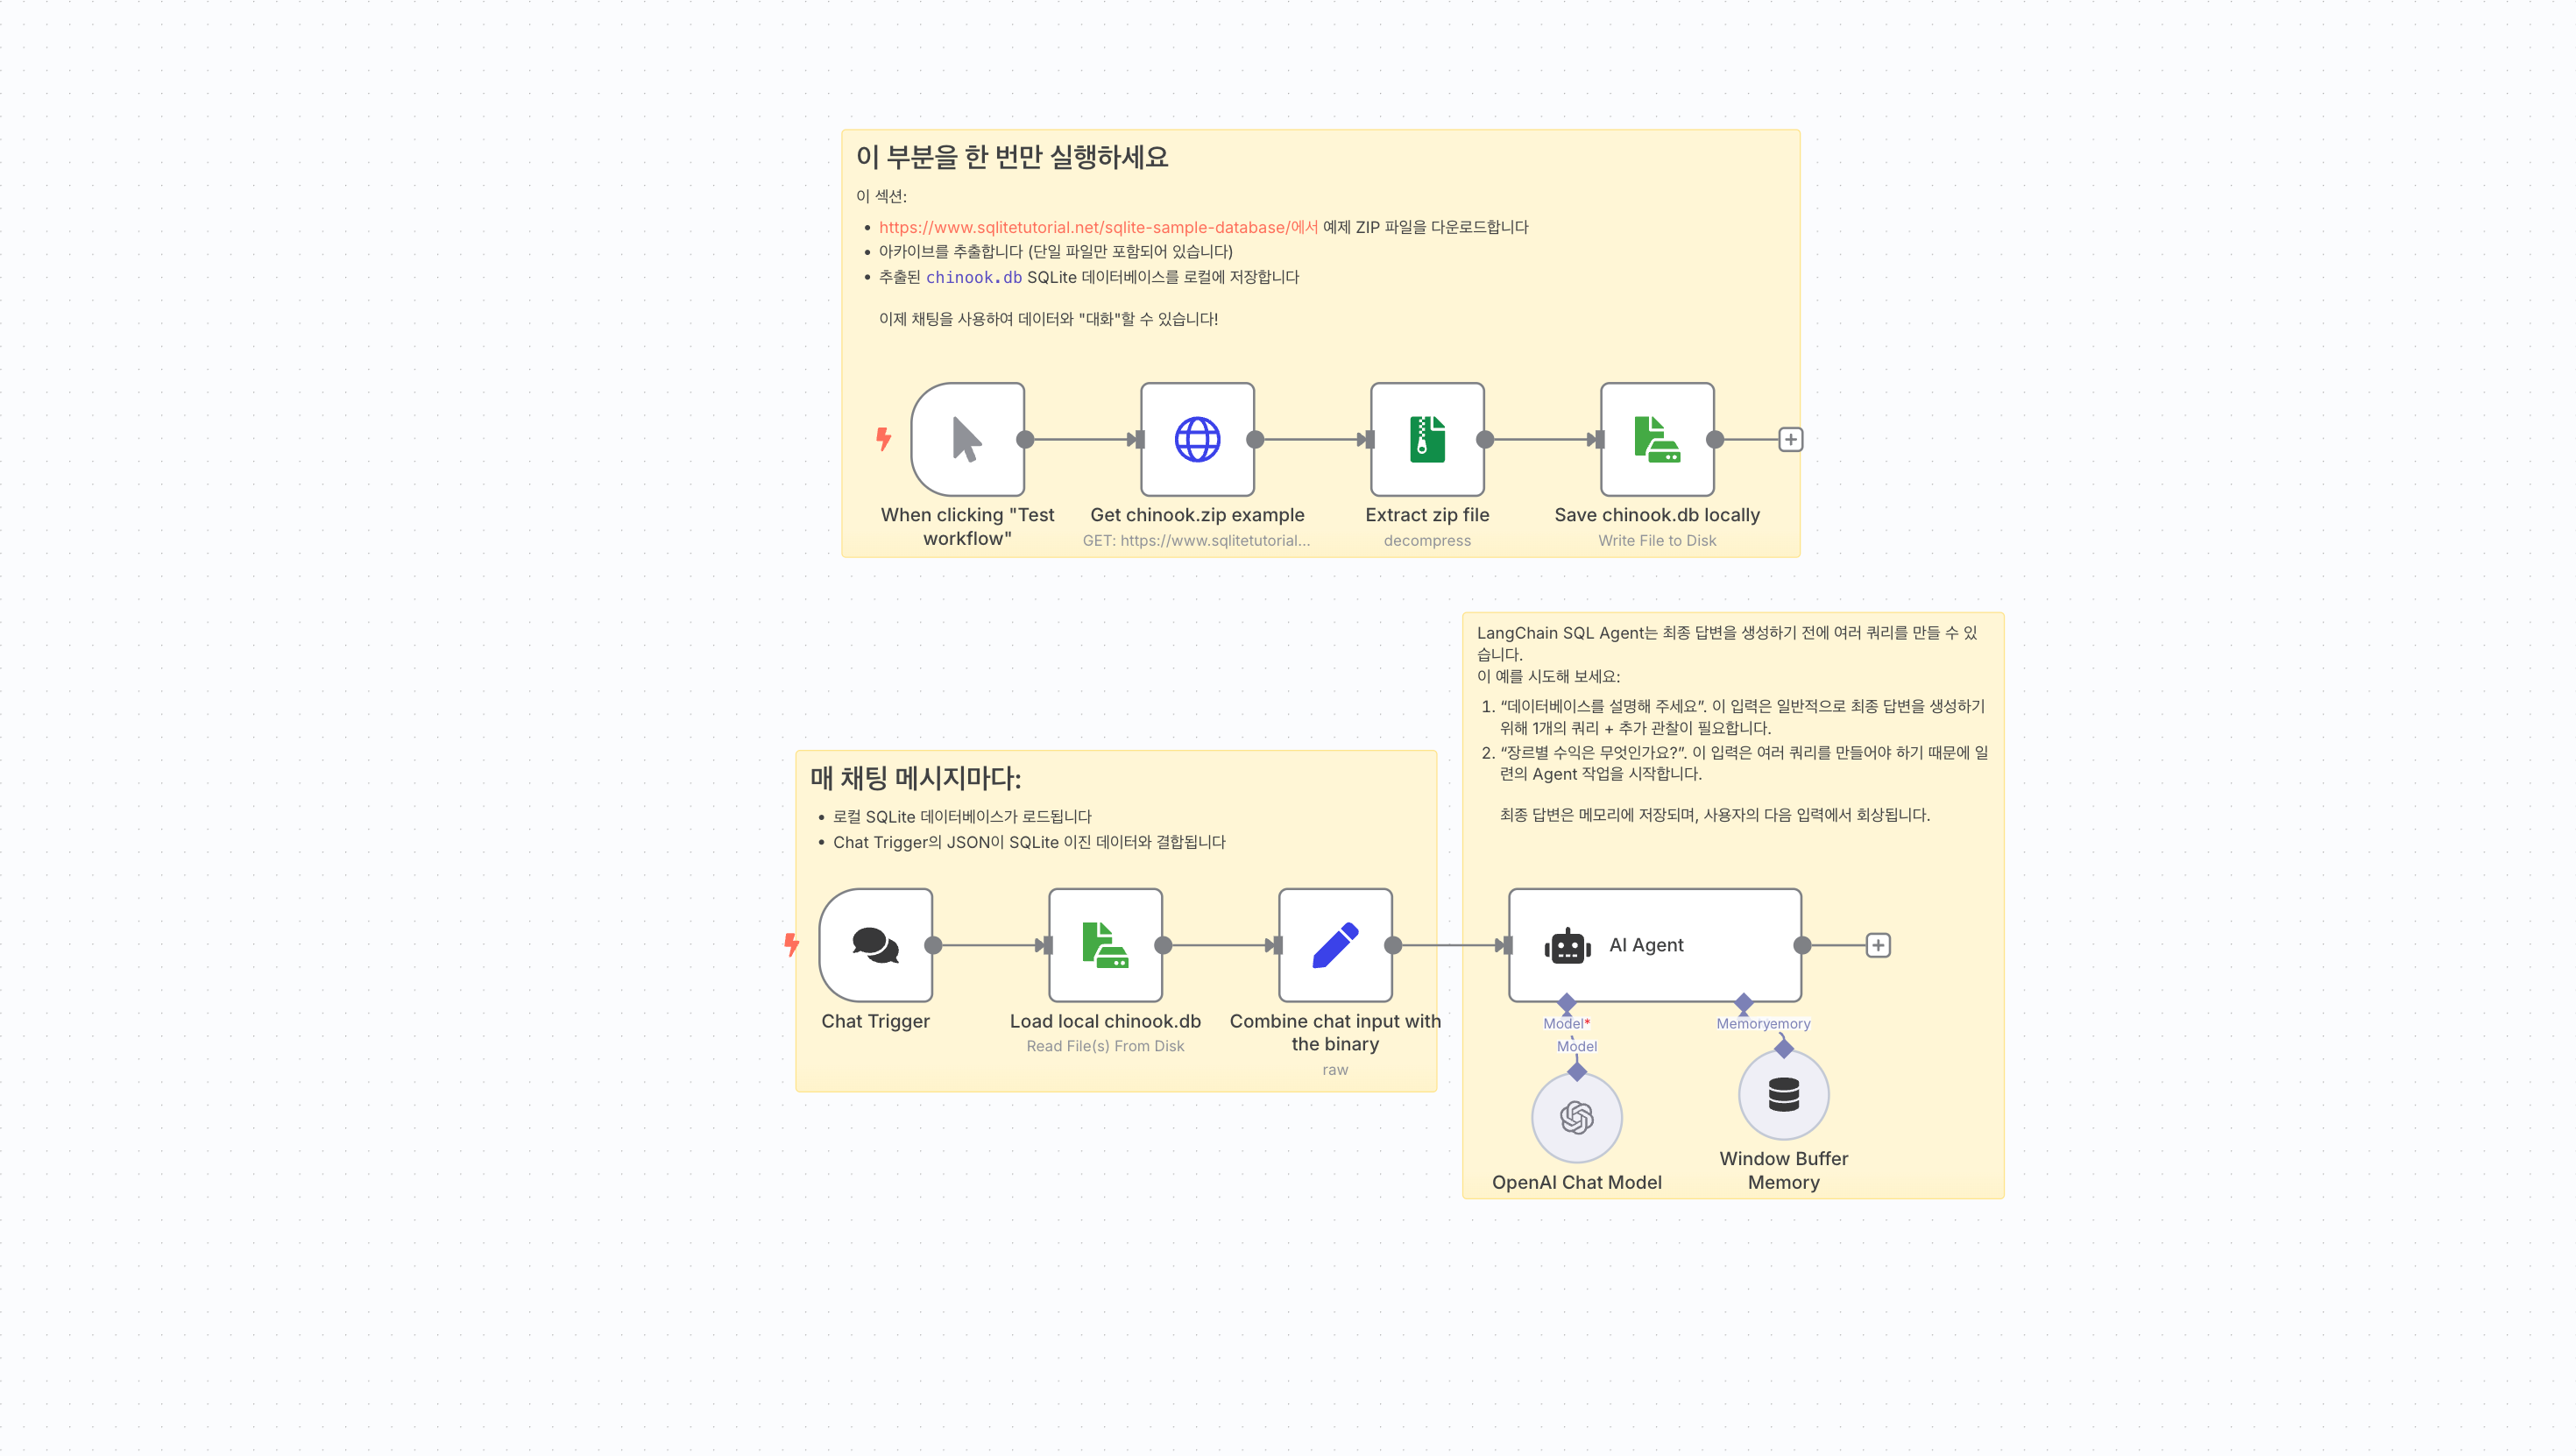 이 부분을 한 번만 실행하세요
이 섹션:
• https://www.sqlitetutorial.net/sqlite-sample-database/에서 예제 ZIP 파일을 다운로드합니다
• 아카이브를 추출합니다 (단일 파일만 포함되어 있습니다)
• 추출된 chinook.db SQLite 데이터베이스를 로컬에 저장합니다
이제 채팅을 사용하여 데이터와 "대화"할 수 있습니다!
When clicking "Test
workflow"
Get chinook.zip example
GET: https://www.sqlitetutorial...
Extract zip file
decompress
Save chinook.db locally
Write File to Disk
매 채팅 메시지마다:
• 로컬 SQLite 데이터베이스가 로드됩니다
• Chat Trigger의 JSON이 SQLite 이진 데이터와 결합됩니다
Chat Trigger
Load local chinook.db
Read File(s) From Disk
Combine chat input with
the binary
raw
LangChain SQL Agent는 최종 답변을 생성하기 전에 여러 쿼리를 만들 수 있
습니다.
이 예를 시도해 보세요:
1. “데이터베이스를 설명해 주세요”. 이 입력은 일반적으로 최종 답변을 생성하기
위해 1개의 쿼리 + 추가 관찰이 필요합니다.
2. “장르별 수익은 무엇인가요?”. 이 입력은 여러 쿼리를 만들어야 하기 때문에 일
련의 Agent 작업을 시작합니다.
최종 답변은 메모리에 저장되며, 사용자의 다음 입력에서 회상됩니다.
AI Agent
Model*
Model
Memoryemory
OpenAI Chat Model
Window Buffer
Memory